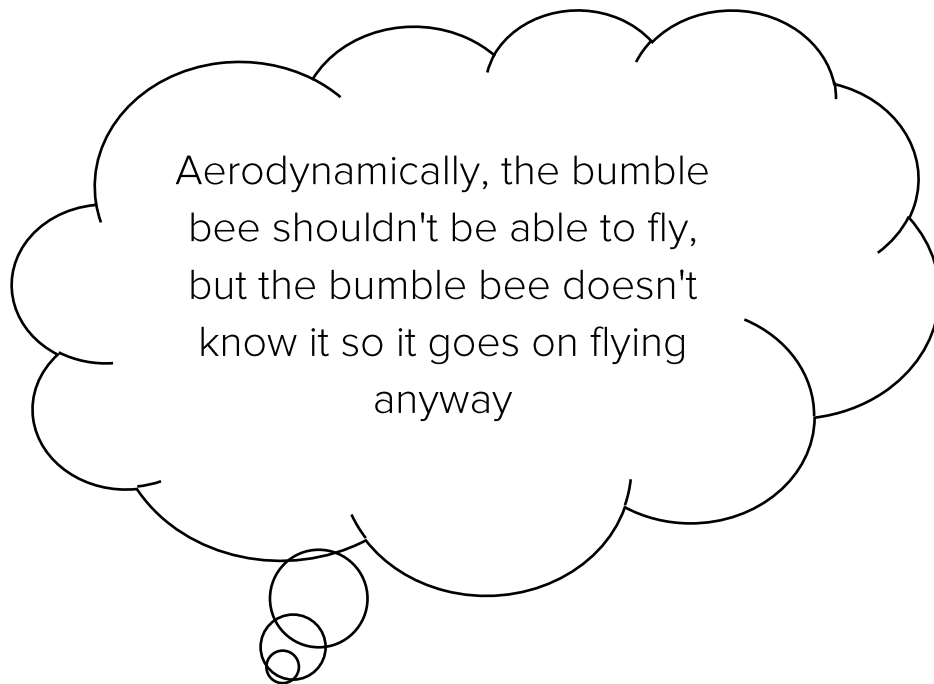 Aerodynamically, the bumble
bee shouldn't be able to fly,
but the bumble bee doesn't
know it so it goes on flying
anyway